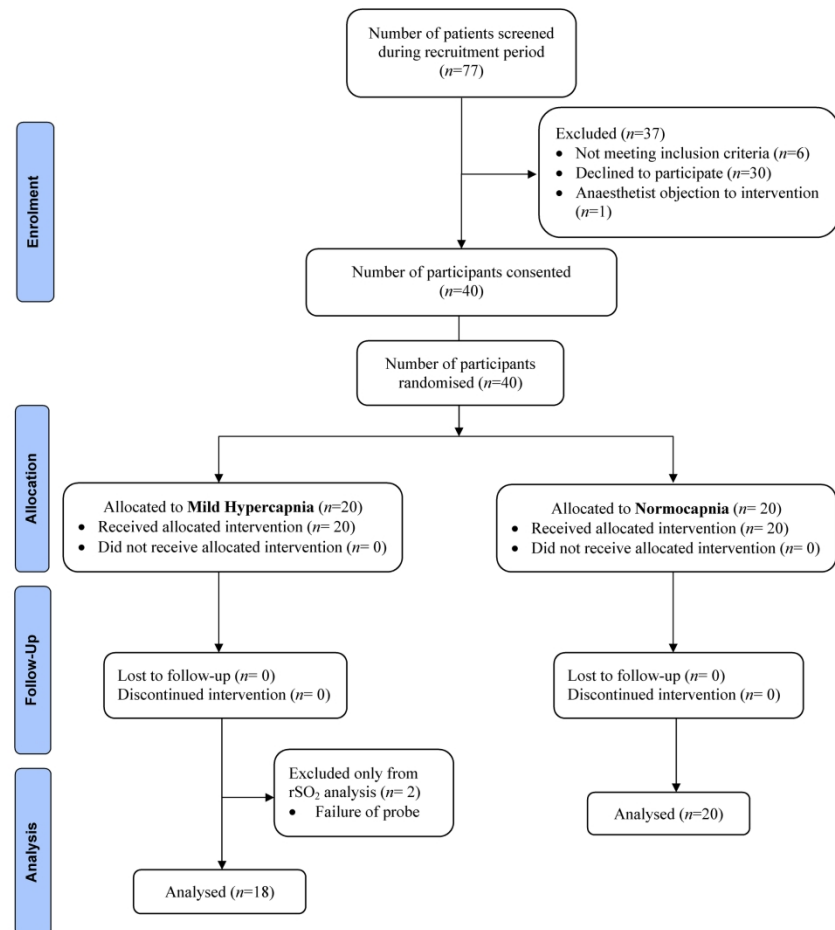 Number of patients screened
during recruitment period
(n=77)
Enrolment
Excluded (n=37)
• Not meeting inclusion criteria (n=6)
• Declined to participate (n=30)
• Anaesthetist objection to intervention
(n=1)
Number of participants consented
(n=40)
Number of participants
randomised (n=40)
Allocation
Allocated to Mild Hypercapnia (n=20)
• Received allocated intervention (n= 20)
• Did not receive allocated intervention (n= 0)
Allocated to Normocapnia (n= 20)
• Received allocated intervention (n= 20)
• Did not receive allocated intervention (n= 0)
Follow-Up
Lost to follow-up (n= 0)
Discontinued intervention (n= 0)
Lost to follow-up (n= 0)
Discontinued intervention (n= 0)
Analysis
Excluded only from
rSO₂ analysis (n= 2)
• Failure of probe
Analysed (n=18)
Analysed (n=20)